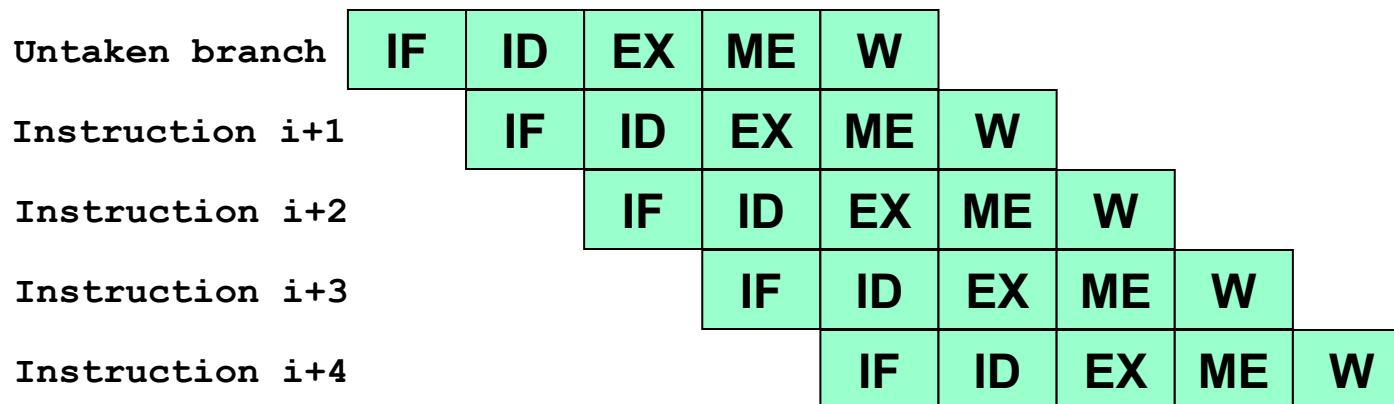 Untaken branch IF ID EX ME W
Instruction i+1 IF ID EX ME W
Instruction i+2 IF ID EX ME W
Instruction i+3 IF ID EX ME W
Instruction i+4 IF ID EX ME W